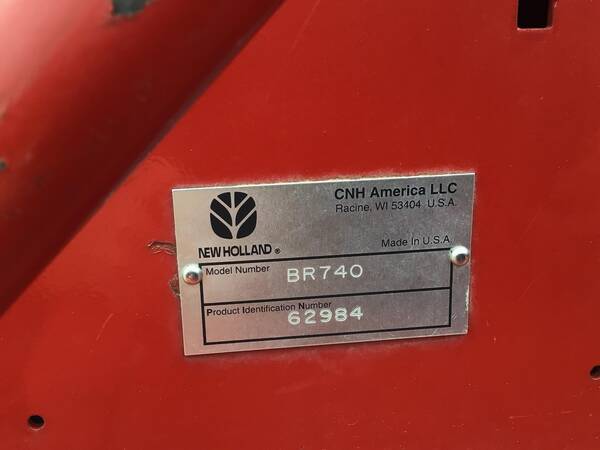 CNH America LLC
Racine, WI 53404 U.S.A.
NEW HOLLAND ®
Made In U.S.A.
Model Number BR740
Product Identification Number
62984